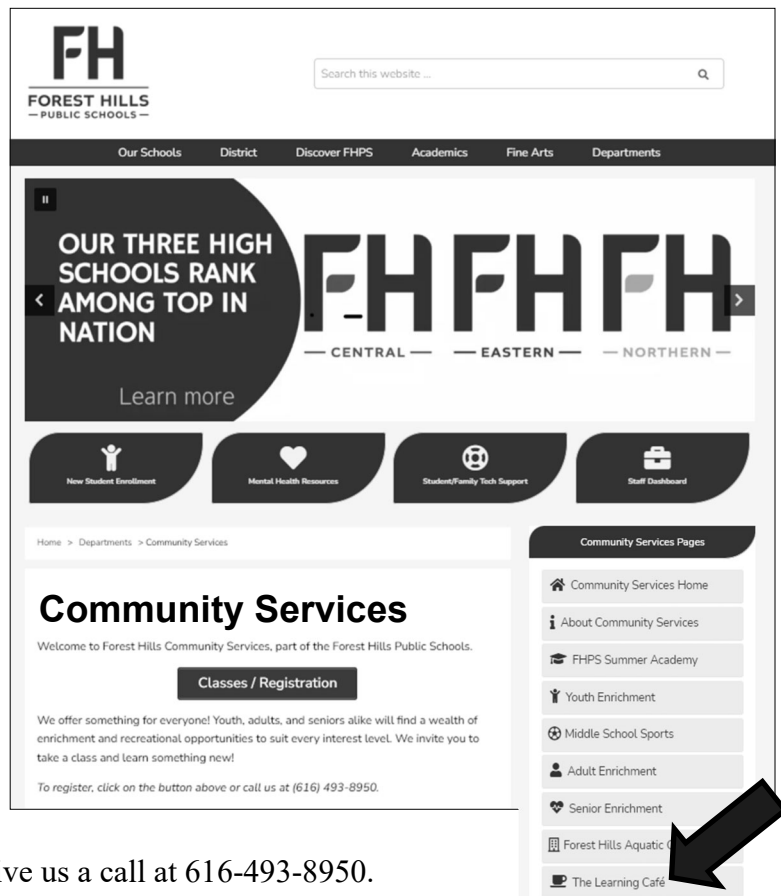 FH
FOREST HILLS
— PUBLIC SCHOOLS —
Search this website ...
Our Schools District Discover FHPS Academics Fine Arts Departments
OUR THREE HIGH
SCHOOLS RANK
AMONG TOP IN
NATION
Learn more
FH FH FH
— CENTRAL — — EASTERN — — NORTHERN —
New Student Enrollment Mental Health Resources Student/Family Tech Support Staff Dashboard
Home > Departments > Community Services
Community Services
Welcome to Forest Hills Community Services, part of the Forest Hills Public Schools.
Classes / Registration
We offer something for everyone! Youth, adults, and seniors alike will find a wealth of
enrichment and recreational opportunities to suit every interest level. We invite you to
take a class and learn something new!
To register, click on the button above or call us at (616) 493-8950.
Community Services Pages
Community Services Home
About Community Services
FHPS Summer Academy
Youth Enrichment
Middle School Sports
Adult Enrichment
Senior Enrichment
Forest Hills Aquatic
The Learning Café
us a call at 616-493-8950.